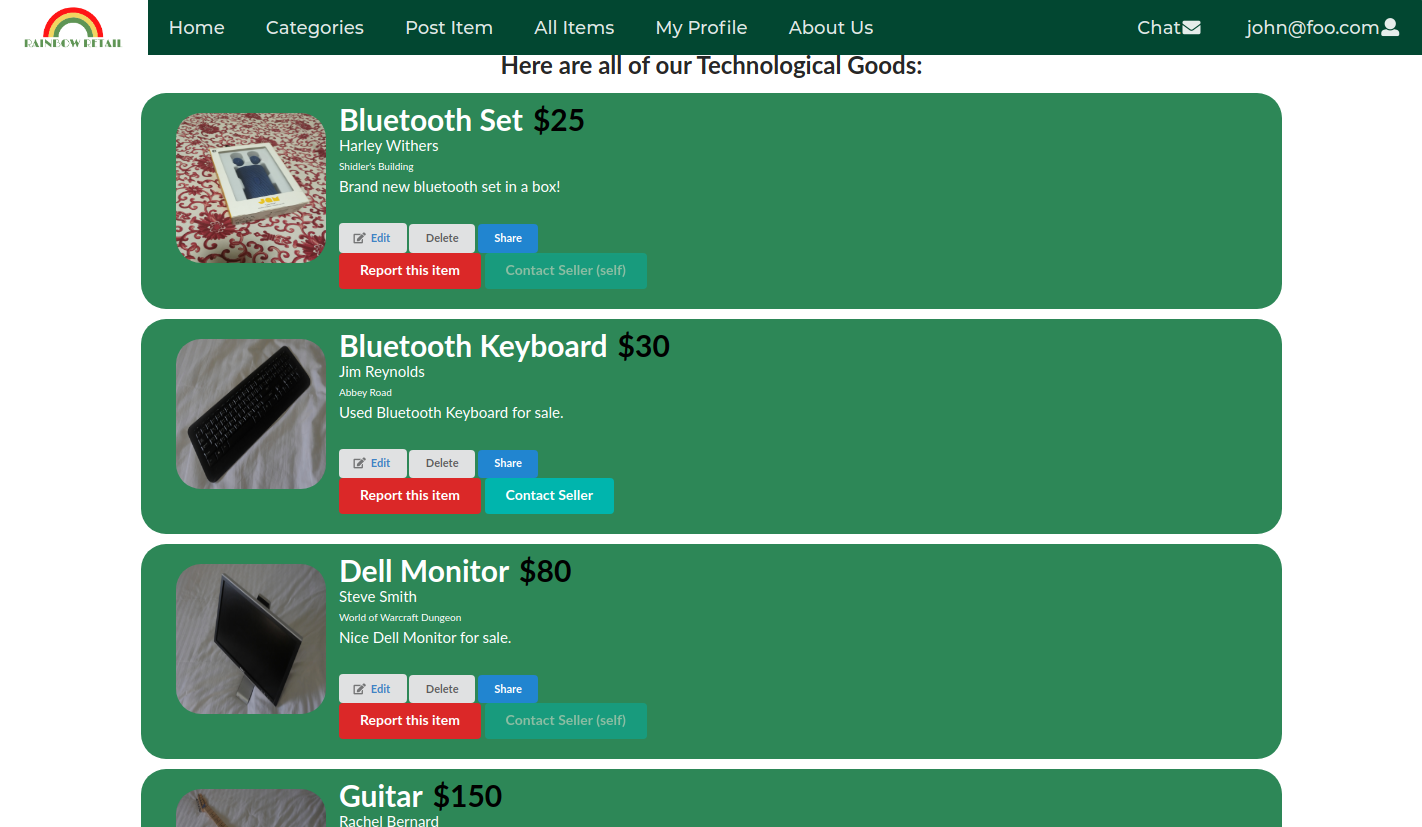 RAINBOW RETAIL
Home Categories Post Item All Items My Profile About Us Chat john@foo.com
Here are all of our Technological Goods:
Bluetooth Set $25
Harley Withers
Shidler's Building
Brand new bluetooth set in a box!
Edit Delete Share
Report this item Contact Seller (self)
Bluetooth Keyboard $30
Jim Reynolds
Abbey Road
Used Bluetooth Keyboard for sale.
Edit Delete Share
Report this item Contact Seller
Dell Monitor $80
Steve Smith
World of Warcraft Dungeon
Nice Dell Monitor for sale.
Edit Delete Share
Report this item Contact Seller (self)
Guitar $150
Rachel Bernard